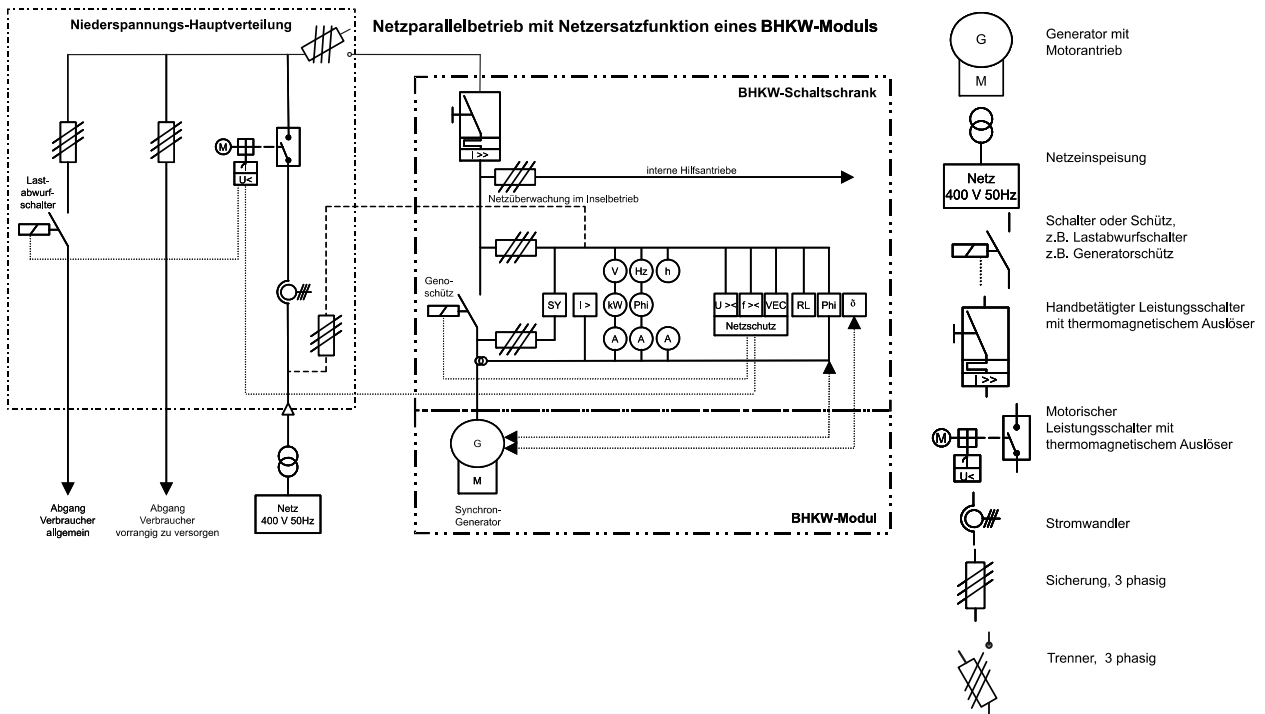 Niederspannungs-Hauptverteilung
Netzparallelbetrieb mit Netzersatzfunktion eines BHKW-Moduls
BHKW-Schaltschrank
I >>
interne Hilfsantriebe
M
U<
Last-
abwurf-
schalter
Netzüberwachung im Inselbetrieb
Geno-
schütz
V
Hz
h
SY
I >
kW
Phi
U ><
f ><
VEC
RL
Phi
ϑ
Netzschutz
A
A
A
G
M
Synchron-
Generator
BHKW-Modul
Abgang
Verbraucher
allgemein
Abgang
Verbraucher
vorrangig zu versorgen
Netz
400 V 50Hz
G
M
Generator mit
Motorantrieb
Netz
400 V 50Hz
Netzeinspeisung
Schalter oder Schütz,
z.B. Lastabwurfschalter
z.B. Generatorschütz
I >>
Handbetätigter Leistungsschalter
mit thermomagnetischem Auslöser
M
U<
Motorischer
Leistungsschalter mit
thermomagnetischem Auslöser
Stromwandler
Sicherung, 3 phasig
Trenner, 3 phasig